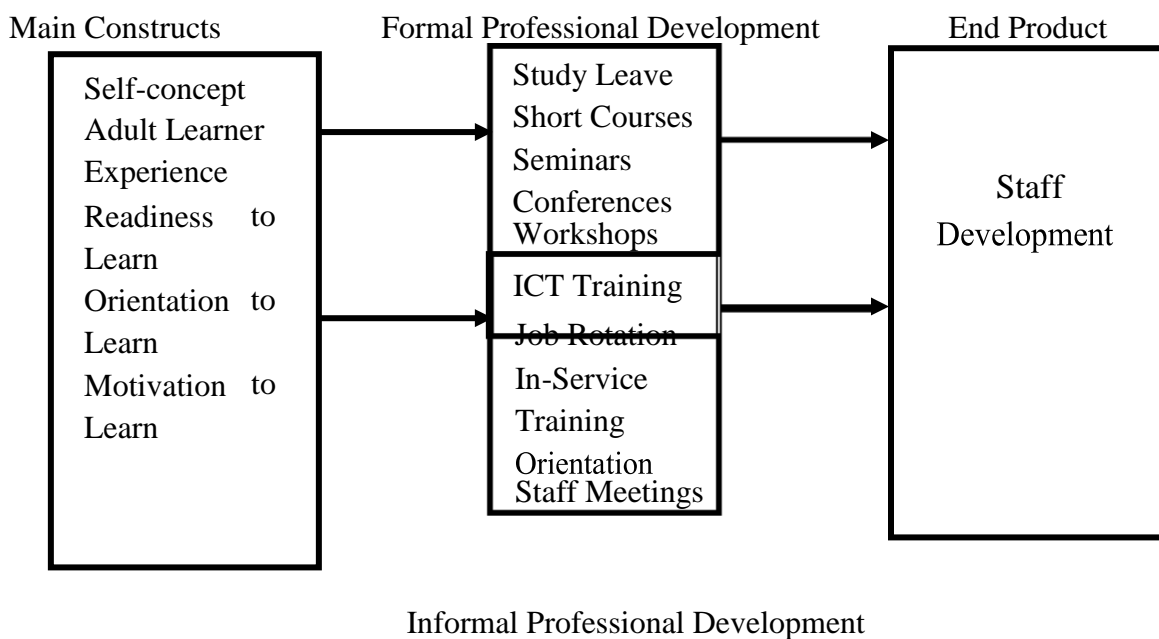 Main Constructs
Formal Professional Development
End Product
Self-concept
Adult Learner
Experience
Readiness to
Learn
Orientation to
Learn
Motivation to
Learn
Study Leave
Short Courses
Seminars
Conferences
Workshops
ICT Training
Job Rotation
In-Service
Training
Orientation
Staff Meetings
Staff
Development
Informal Professional Development